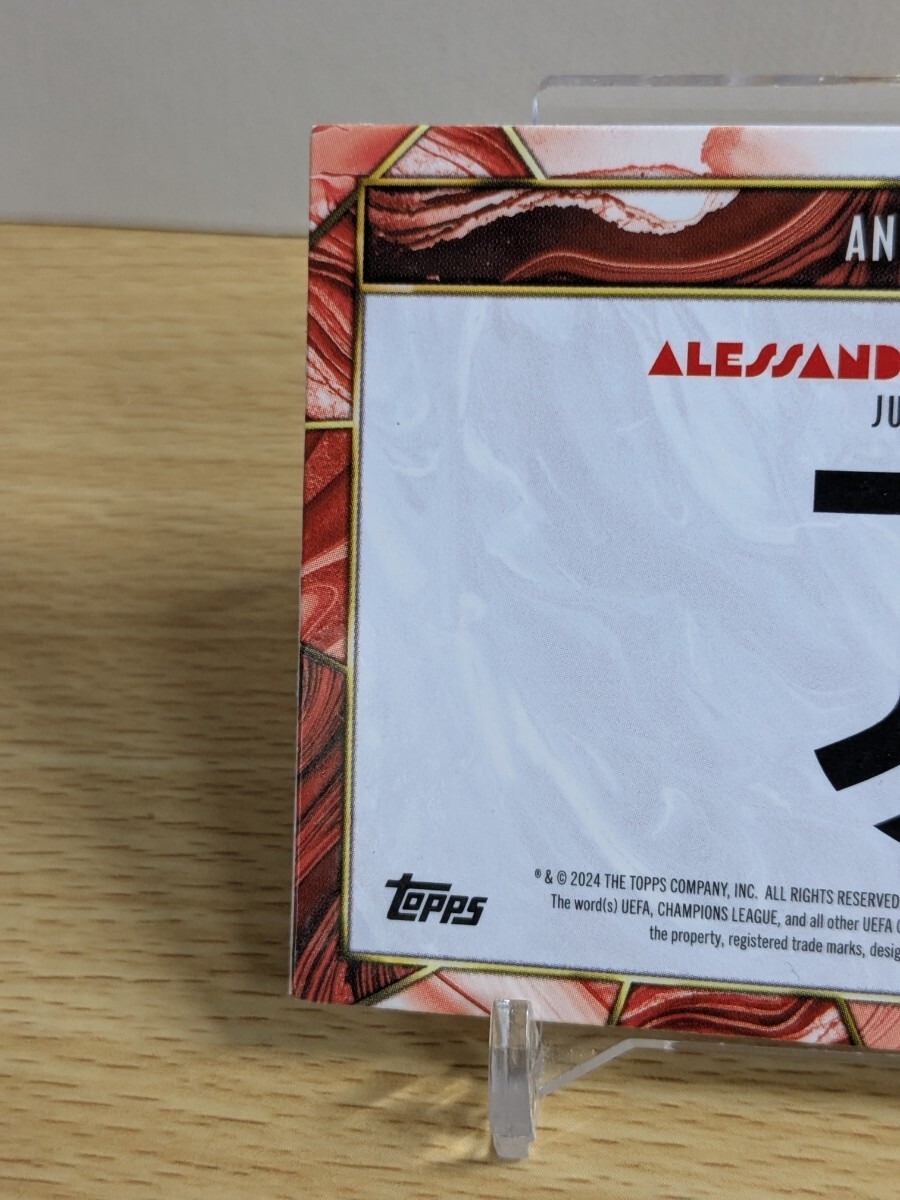 AN
ALESSAND
JU
® & © 2024 THE TOPPS COMPANY, INC. ALL RIGHTS RESERVED
The word(s) UEFA, CHAMPIONS LEAGUE, and all other UEFA
the property, registered trade marks, desig
Topps